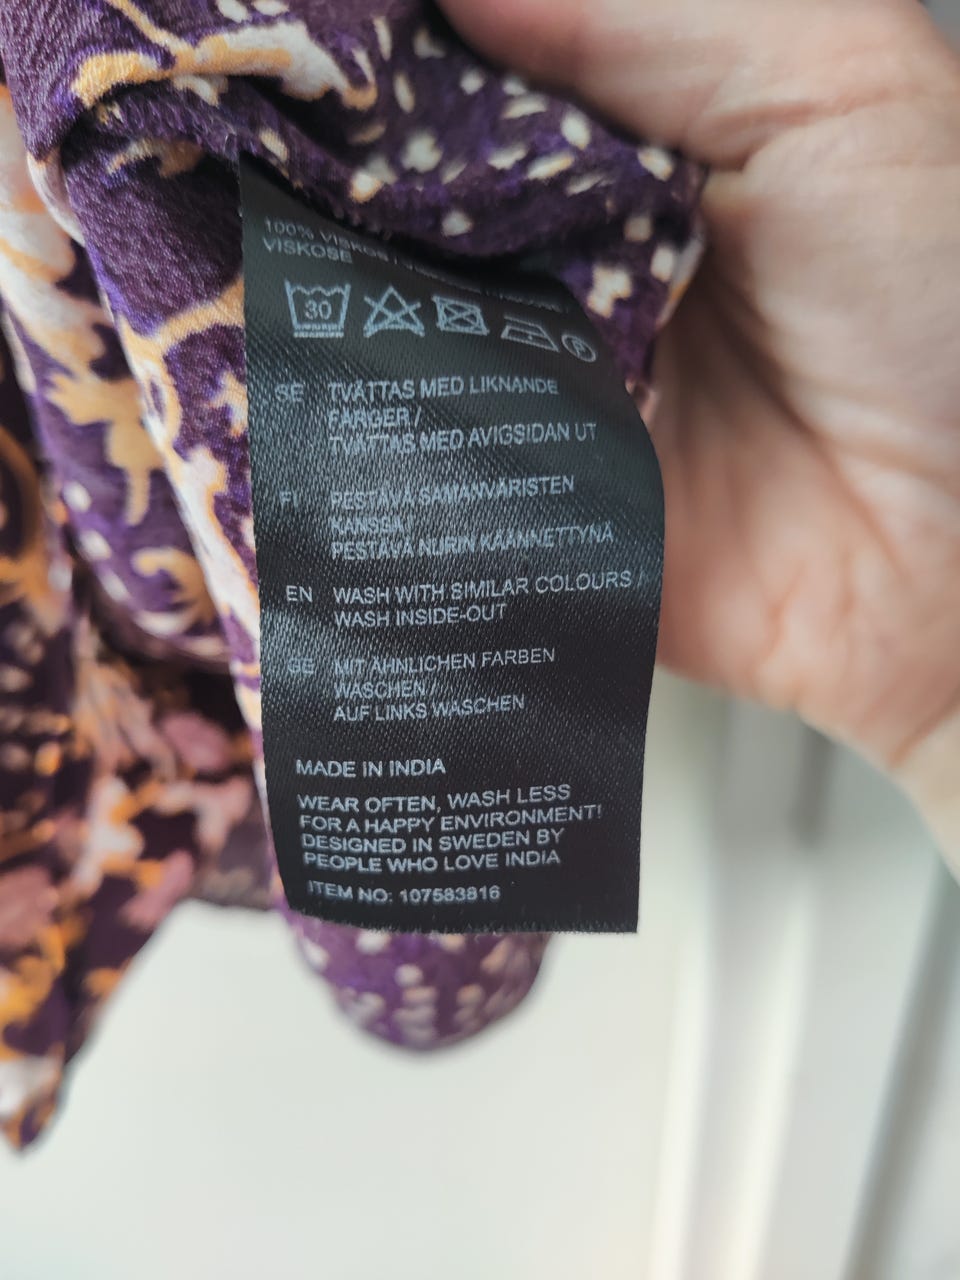 100% VISKOS
VISKOSE
30
P
SE TVÄTTAS MED LIKNANDE
FÄRGER /
TVÄTTAS MED AVIGSIDAN UT
FI PESTÄVÄ SAMANVÄRISTEN
KANSSA /
PESTÄVÄ NURIN KÄÄNNETTYNÄ
EN WASH WITH SIMILAR COLOURS /
WASH INSIDE-OUT
GE MIT ÄHNLICHEN FARBEN
WASCHEN /
AUF LINKS WASCHEN
MADE IN INDIA
WEAR OFTEN, WASH LESS
FOR A HAPPY ENVIRONMENT!
DESIGNED IN SWEDEN BY
PEOPLE WHO LOVE INDIA
ITEM NO: 107583816